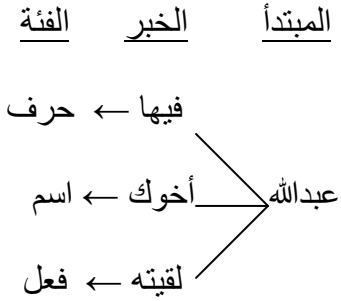 المبتدأ الخبر الفئة
فيها ← حرف
عبدالله أخوك ← اسم
لقيته ← فعل